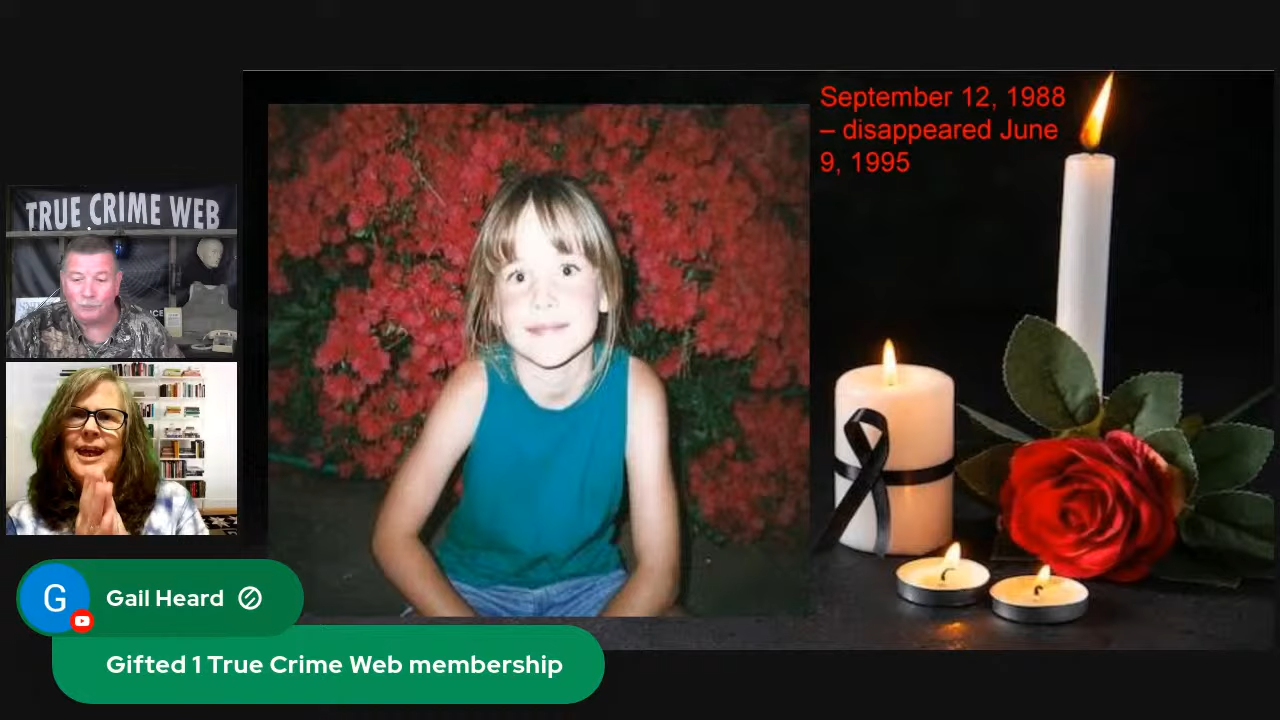 September 12, 1988
– disappeared June
9, 1995
TRUE CRIME WEB
G
Gail Heard
Gifted 1 True Crime Web membership